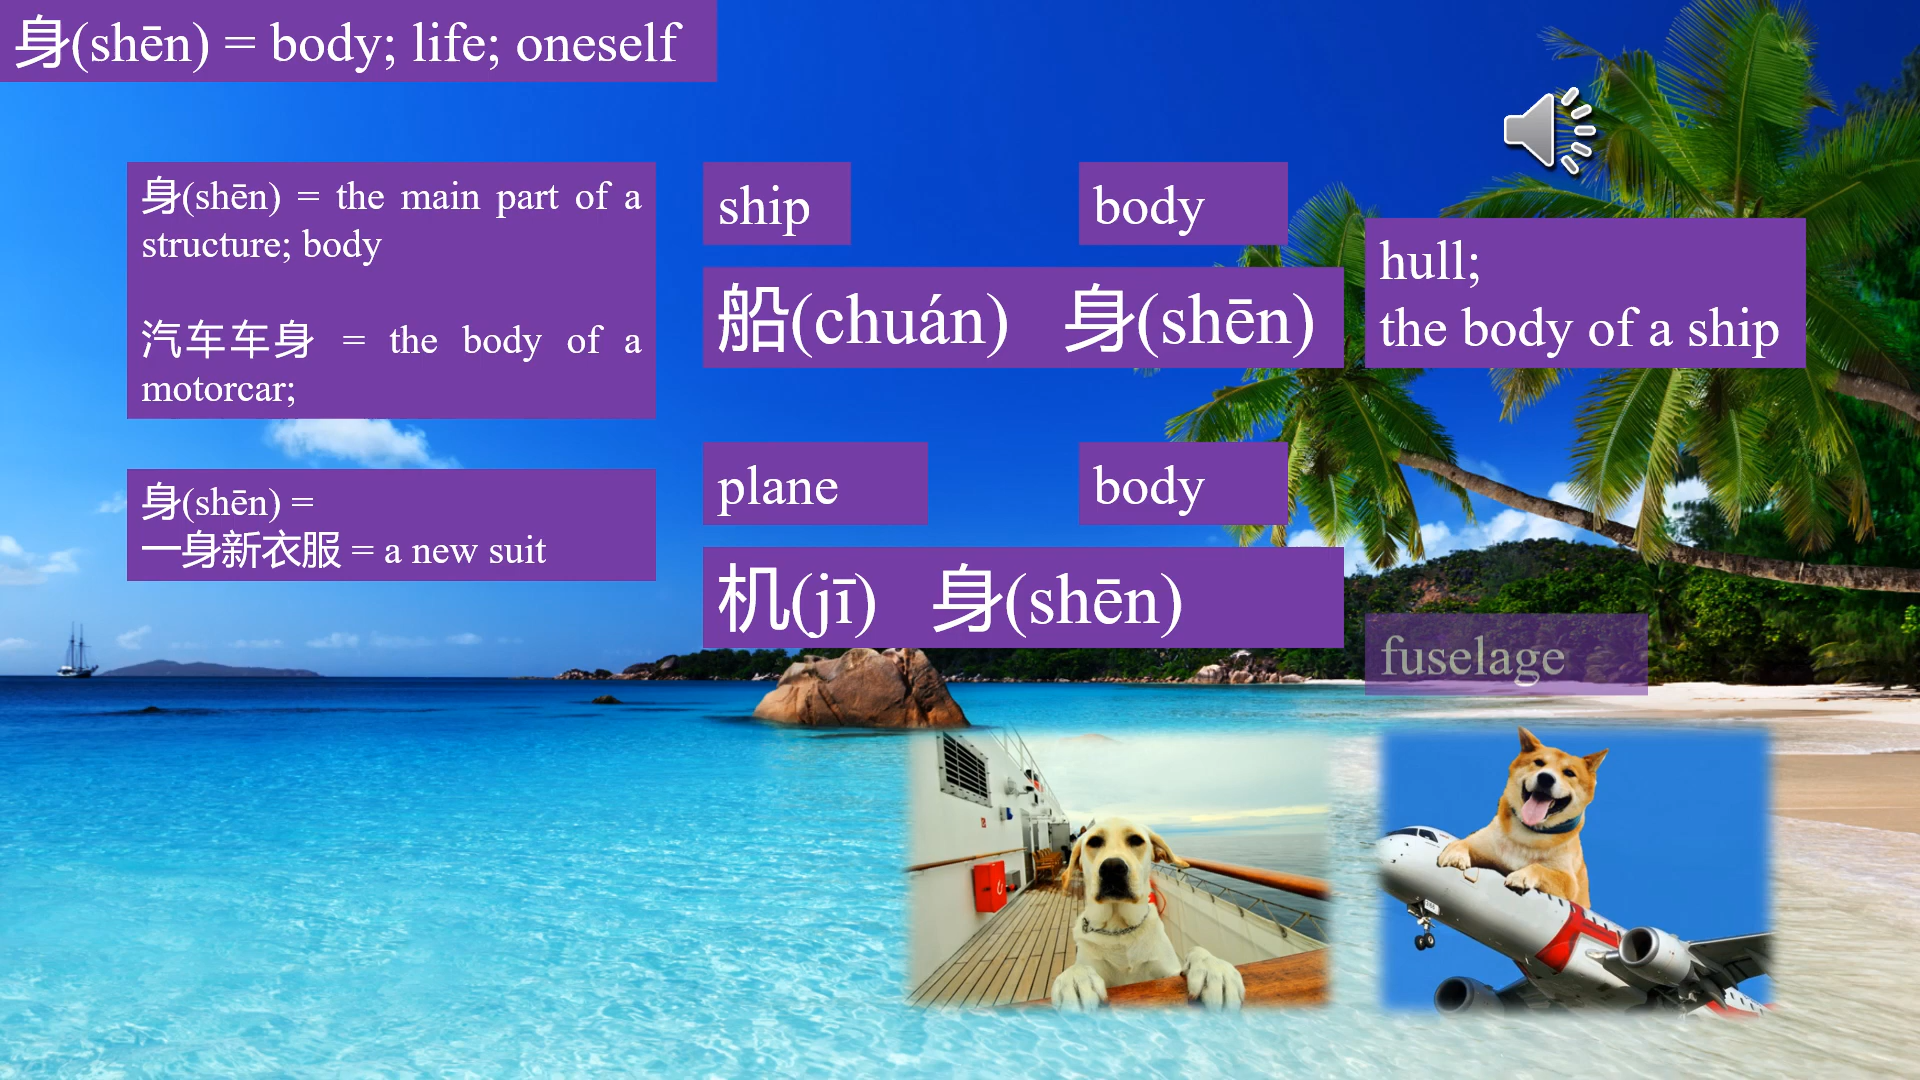 身(shēn) = body; life; oneself
身(shēn) = the main part of a
structure; body
汽车车身 = the body of a
motorcar;
身(shēn) =
一身新衣服 = a new suit
ship body
船(chuán) 身(shēn)
hull;
the body of a ship
plane body
机(jī) 身(shēn)
fuselage